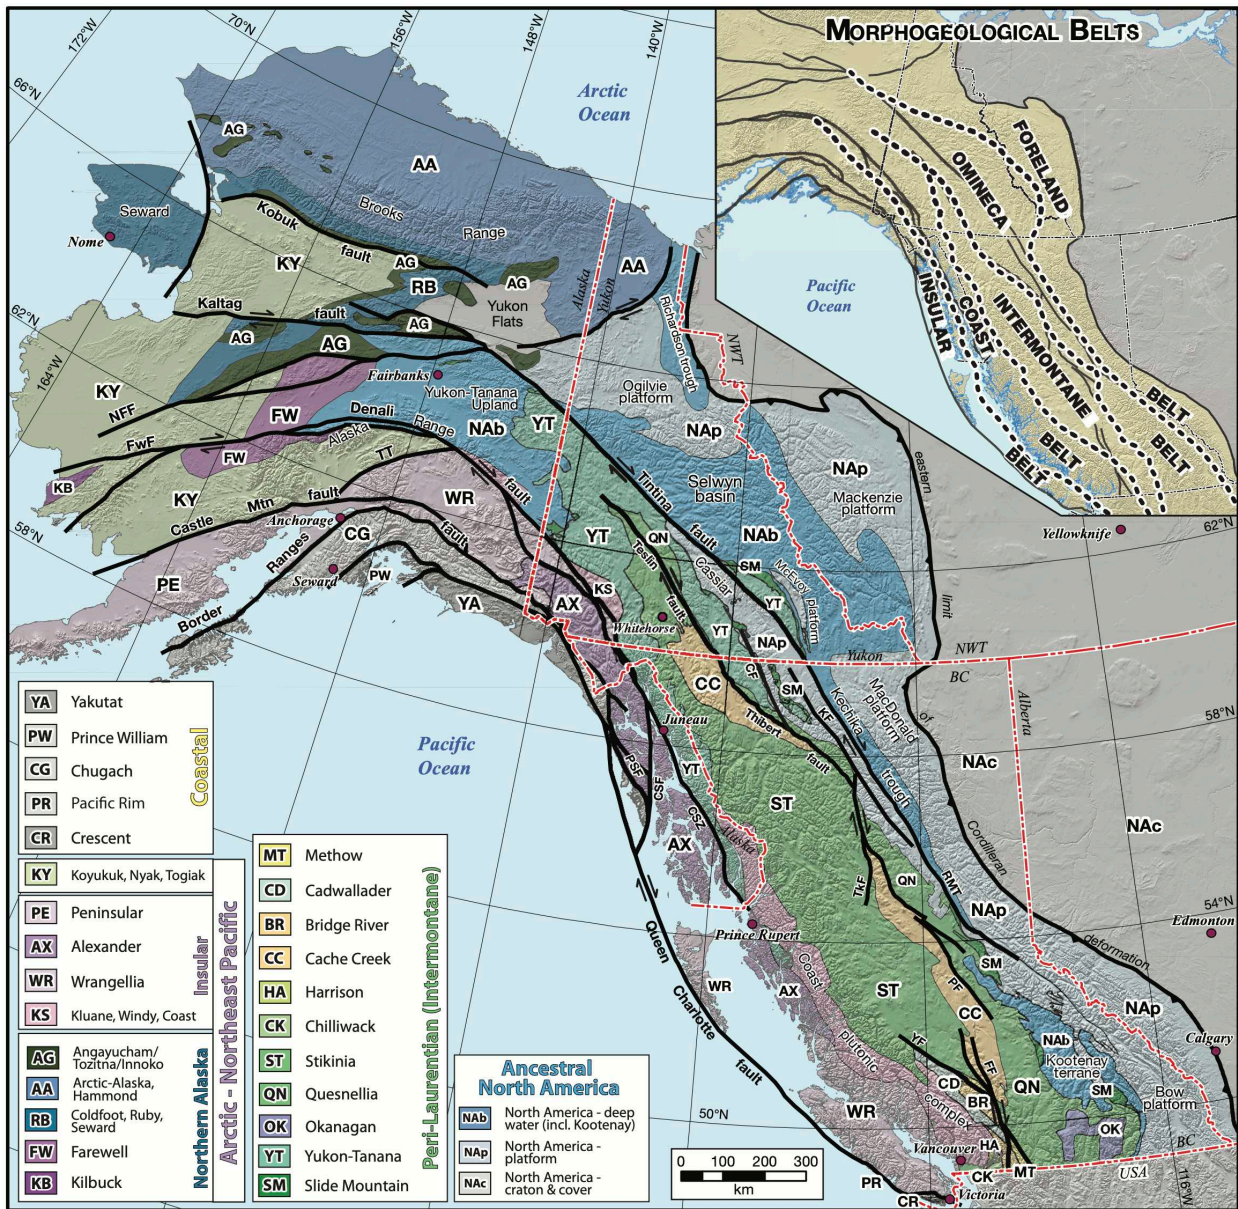 172°W
70°N
156°W
148°W
140°W
66°N
62°N
164°W
58°N
Arctic
Ocean
AG
AA
Seward
Nome
Brooks
Range
Kobuk
fault
KY
AG
RB
AG
Yukon
Flats
Alaska
Yukon
AA
Richardson trough
NWT
Kaltag
fault
AG
AG
AG
KY
NFF
Fairbanks
Yukon-Tanana
Upland
Ogilvie
platform
FW
Denali
Alaska
Range
NAb
YT
NAp
FwF
FW
TT
fault
Tintina
fault
Selwyn
basin
NAp
Mackenzie
platform
eastern
KB
KY
Castle
Mtn
fault
WR
Anchorage
CG
fault
YT
QN
Teslin
fault
Cassiar
SM
NAb
McEvoy
platform
Yellowknife
62°N
PE
Ranges
Seward
PW
Border
YA
AX
KS
Whitehorse
YT
YT
NAp
limit
Yukon
NWT
BC
CC
CF
SM
KF
Kechika
trough
MacDonald
platform
of
Alberta
58°N
Juneau
Thibert
fault
NAc
Pacific
Ocean
PSF
CSF
YT
CSZ
ST
NAc
AX
Alaska
Cordilleran
TkF
QN
RMT
NAp
54°N
Edmonton
Prince Rupert
deformation
Queen
Charlotte
fault
WR
AX
Coast
plutonic
complex
ST
PF
SM
CC
NAp
Calgary
YF
FF
NAb
Kootenay
terrane
SM
Bow
platform
CD
BR
QN
OK
50°N
WR
Vancouver
HA
BC
USA
CK
MT
PR
CR
Victoria
116°W
0 100 200 300
km
MORPHOGEOLOGICAL BELTS
FORELAND
OMINECA
INSULAR
COAST
INTERMONTANE
BELT
BELT
BELT
BELT
BELT
Pacific
Ocean
YA Yakutat
PW Prince William
CG Chugach
PR Pacific Rim
CR Crescent
Coastal
KY Koyukuk, Nyak, Togiak
PE Peninsular
AX Alexander
WR Wrangellia
KS Kluane, Windy, Coast
Insular
AG Angayucham/
Tozitna/Innoko
AA Arctic-Alaska,
Hammond
RB Coldfoot, Ruby,
Seward
FW Farewell
KB Kilbuck
Northern Alaska
Arctic - Northeast Pacific
MT Methow
CD Cadwallader
BR Bridge River
CC Cache Creek
HA Harrison
CK Chilliwack
ST Stikinia
QN Quesnellia
OK Okanagan
YT Yukon-Tanana
SM Slide Mountain
Peri-Laurentian (Intermontane)
Ancestral
North America
NAb North America - deep
water (incl. Kootenay)
NAp North America -
platform
NAc North America -
craton & cover